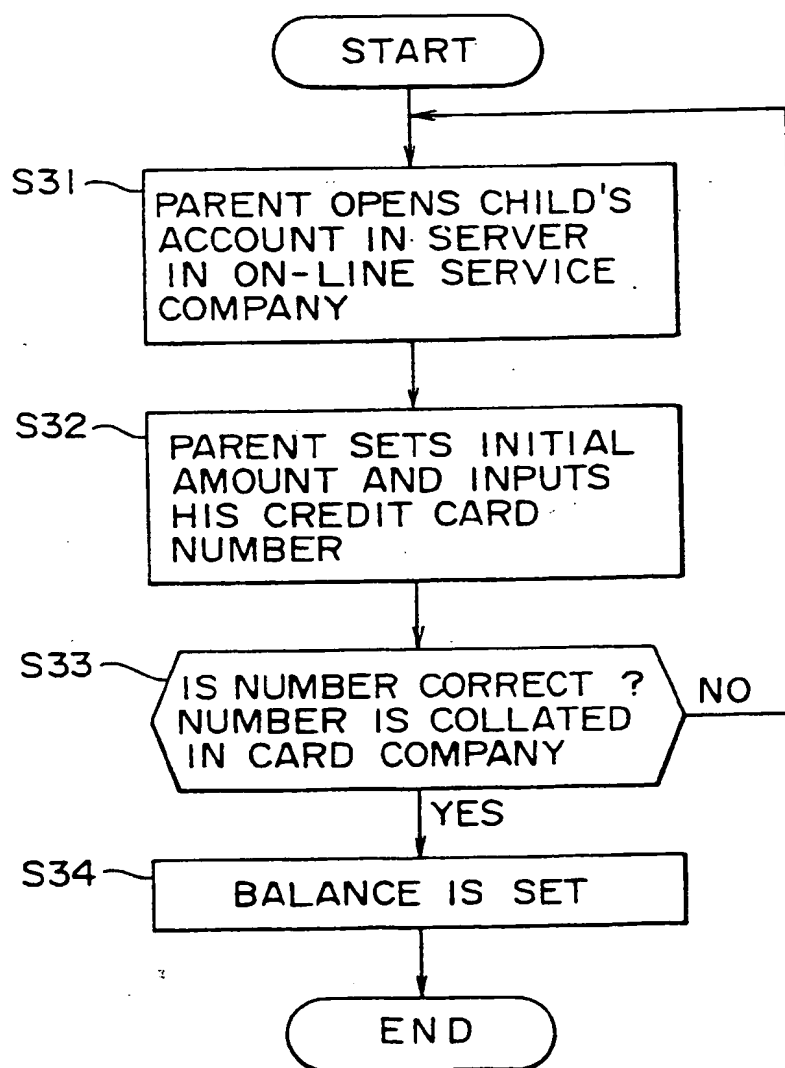 START
S31
PARENT OPENS CHILD'S
ACCOUNT IN SERVER
IN ON-LINE SERVICE
COMPANY
S32
PARENT SETS INITIAL
AMOUNT AND INPUTS
HIS CREDIT CARD
NUMBER
S33
IS NUMBER CORRECT ?
NUMBER IS COLLATED
IN CARD COMPANY
NO
YES
S34
BALANCE IS SET
END